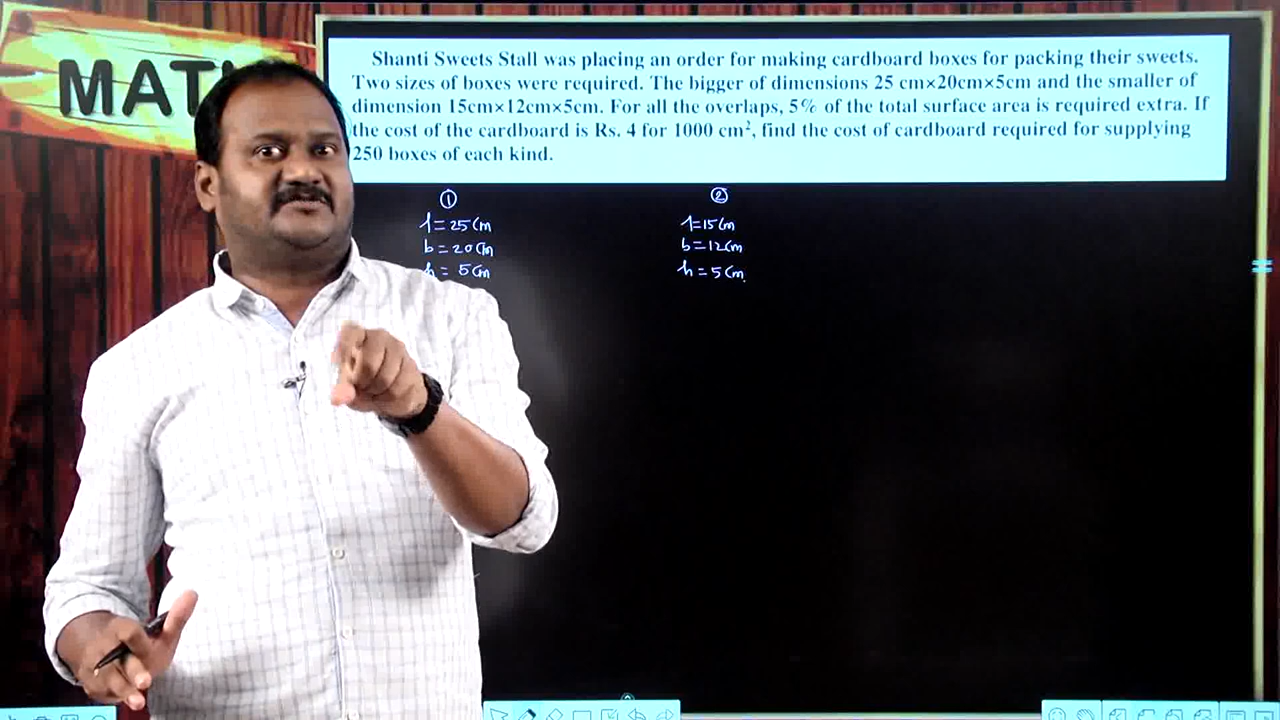 MAT
Shanti Sweets Stall was placing an order for making cardboard boxes for packing their sweets.
Two sizes of boxes were required. The bigger of dimensions 25 cm×20cm×5cm and the smaller of
dimension 15cm×12cm×5cm. For all the overlaps, 5% of the total surface area is required extra. If
the cost of the cardboard is Rs. 4 for 1000 cm², find the cost of cardboard required for supplying
250 boxes of each kind.
① ②
l = 25 Cm l = 15 Cm
b = 20 Cm b = 12 Cm
h = 5 Cm h = 5 Cm.